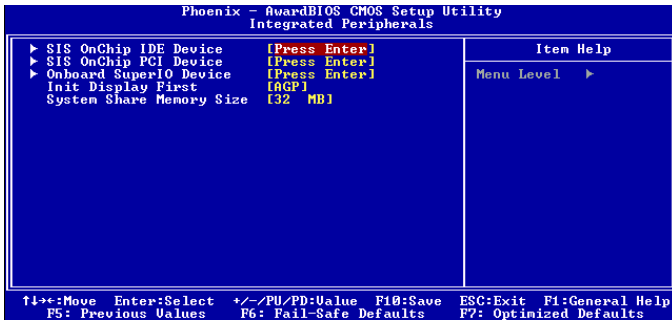 Phoenix - AwardBIOS CMOS Setup Utility
Integrated Peripherals
▶ SIS OnChip IDE Device [Press Enter]
▶ SIS OnChip PCI Device [Press Enter]
▶ Onboard SuperIO Device [Press Enter]
Init Display First [AGP]
System Share Memory Size [32 MB]
Item Help
Menu Level ▶
↑↓→←:Move Enter:Select +/-/PU/PD:Value F10:Save ESC:Exit F1:General Help
F5: Previous Values F6: Fail-Safe Defaults F7: Optimized Defaults